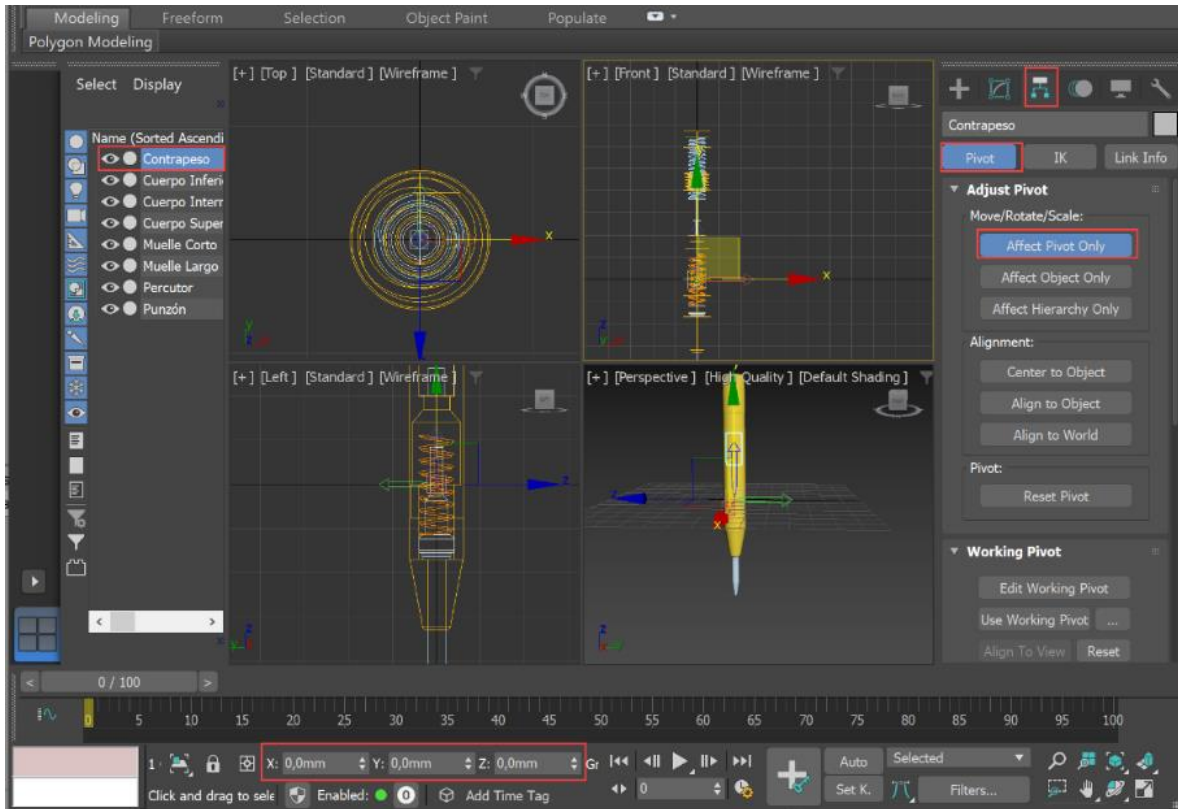 Modeling Freeform Selection Object Paint Populate
Polygon Modeling
Select Display
Name (Sorted Ascendi
Contrapeso
Cuerpo Inferi
Cuerpo Interr
Cuerpo Super
Muelle Corto
Muelle Largo
Percutor
Punzón
[+] [Top] [Standard] [Wireframe]
x
y
[+] [Front] [Standard] [Wireframe]
x
z
[+] [Left] [Standard] [Wireframe]
z
z
y
[+] [Perspective] [High Quality] [Default Shading]
y
z
x
z
Contrapeso
Pivot IK Link Info
Adjust Pivot
Move/Rotate/Scale:
Affect Pivot Only
Affect Object Only
Affect Hierarchy Only
Alignment:
Center to Object
Align to Object
Align to World
Pivot:
Reset Pivot
Working Pivot
Edit Working Pivot
Use Working Pivot ...
Align To View Reset
< 0 / 100 >
0 5 10 15 20 25 30 35 40 45 50 55 60 65 70 75 80 85 90 95 100
1 X: 0,0mm Y: 0,0mm Z: 0,0mm Gr Auto Selected
Click and drag to sele Enabled: 0 Add Time Tag 0 Set K. Filters...